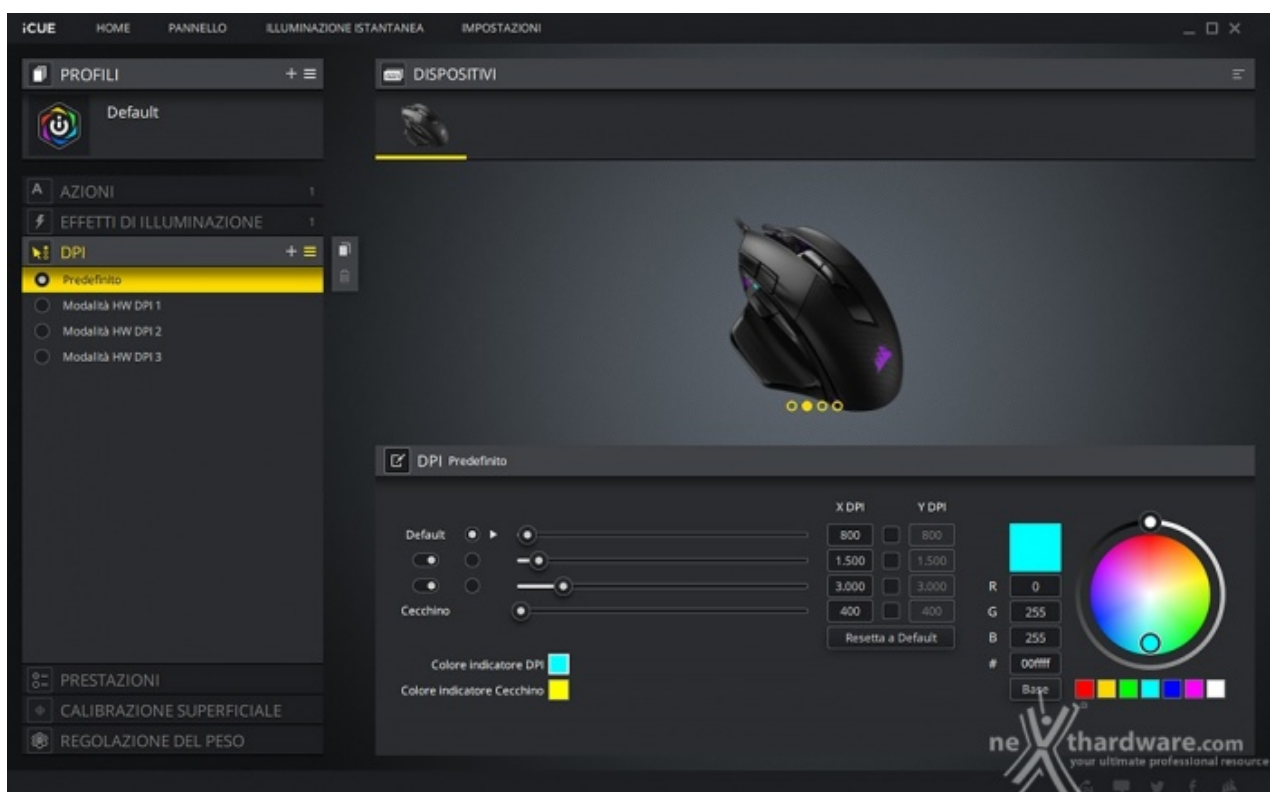 iCUE HOME PANNELLO ILLUMINAZIONE ISTANTANEA IMPOSTAZIONI
PROFILI
Default
AZIONI 1
EFFETTI DI ILLUMINAZIONE 1
DPI
Predefinito
Modalità HW DPI 1
Modalità HW DPI 2
Modalità HW DPI 3
PRESTAZIONI
CALIBRAZIONE SUPERFICIALE
REGOLAZIONE DEL PESO
DISPOSITIVI
DPI Predefinito
X DPI Y DPI
Default 800 800
1.500 1.500
3.000 3.000
Cecchino 400 400
Resetta a Default
Colore indicatore DPI
Colore indicatore Cecchino
R 0
G 255
B 255
# 00ffff
Base
nexthardware.com
your ultimate professional resource